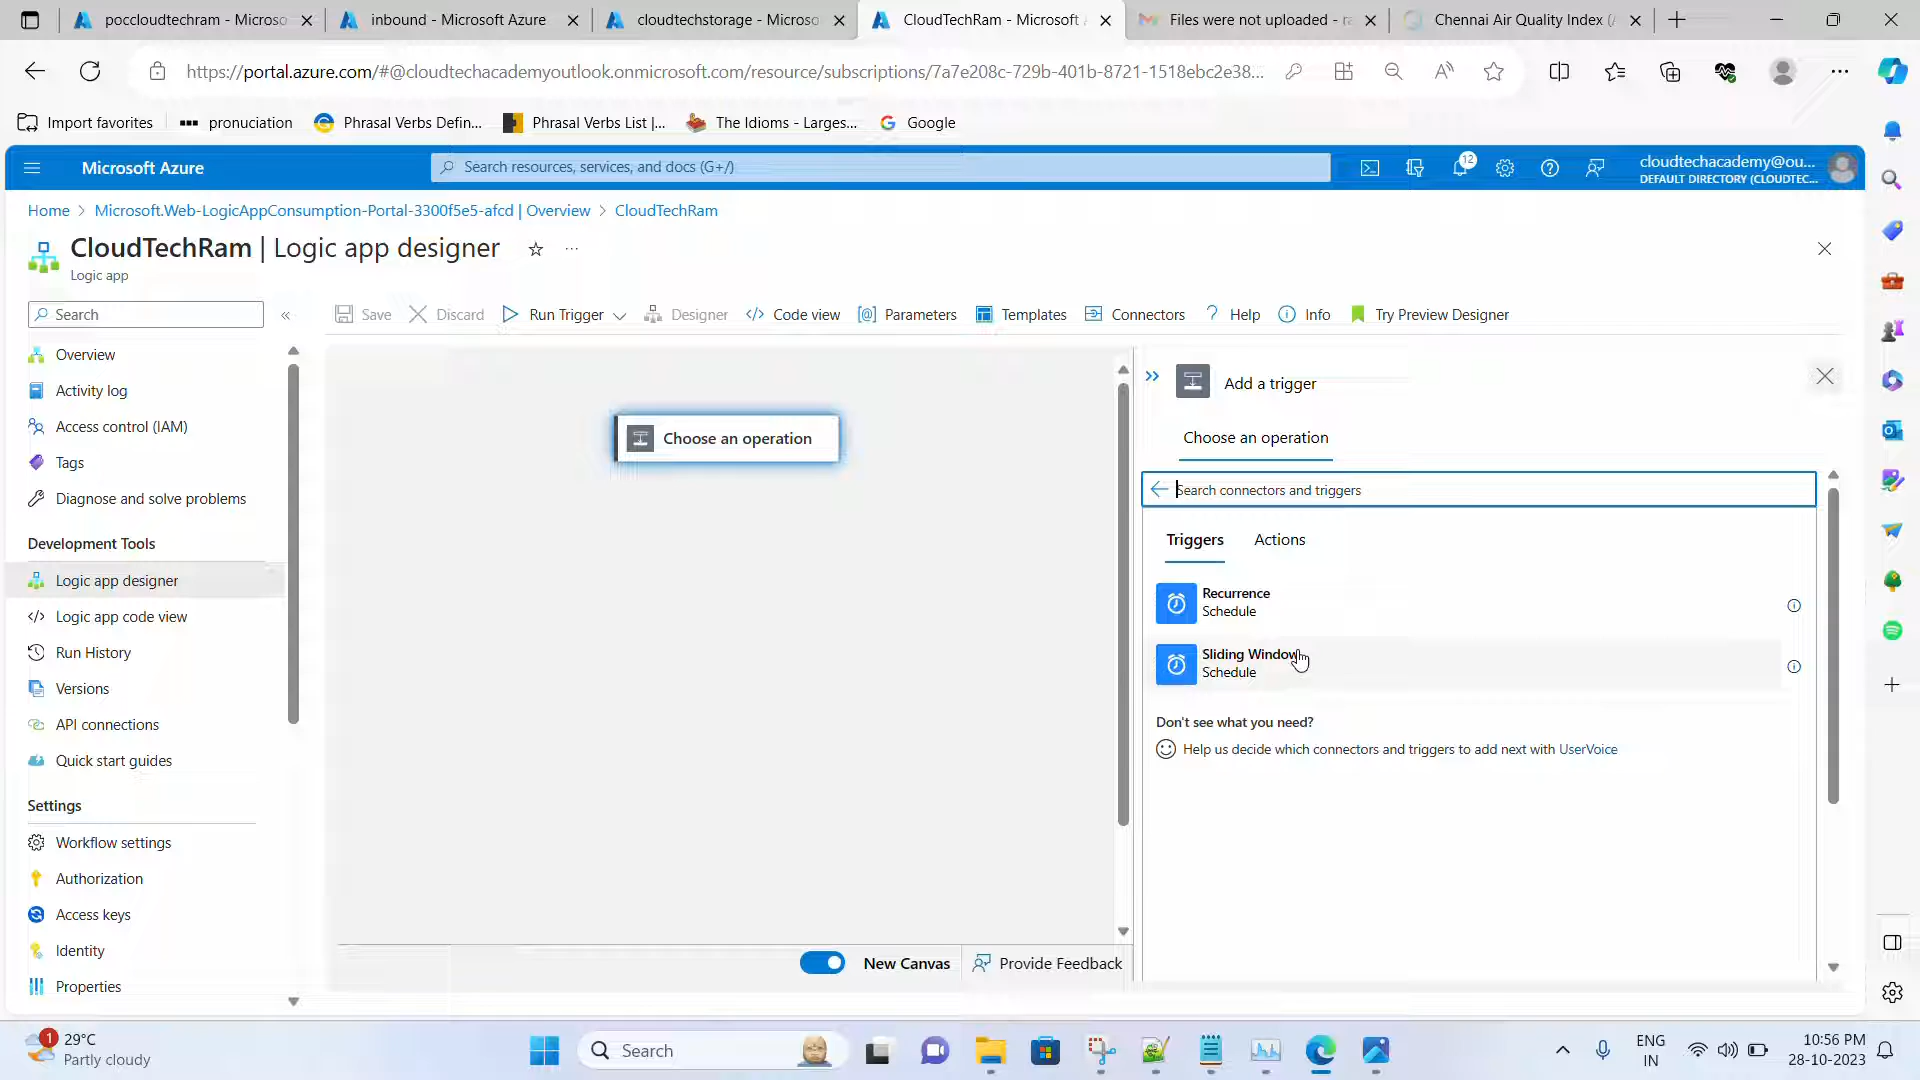 poccloudtechram - Microso
inbound - Microsoft Azure
cloudtechstorage - Microso
CloudTechRam - Microsoft
Files were not uploaded - ra
Chennai Air Quality Index (A
https://portal.azure.com/#@cloudtechacademyoutlook.onmicrosoft.com/resource/subscriptions/7a7e208c-729b-401b-8721-1518ebc2e38...
Import favorites
pronuciation
Phrasal Verbs Defin...
Phrasal Verbs List |...
The Idioms - Larges...
Google
Microsoft Azure
Search resources, services, and docs (G+/)
12
cloudtechacademy@ou...
DEFAULT DIRECTORY (CLOUDTEC...
Home > Microsoft.Web-LogicAppConsumption-Portal-3300f5e5-afcd | Overview > CloudTechRam
CloudTechRam | Logic app designer
Logic app
Search
Save
Discard
Run Trigger
Designer
Code view
Parameters
Templates
Connectors
Help
Info
Try Preview Designer
Overview
Activity log
Access control (IAM)
Tags
Diagnose and solve problems
Development Tools
Logic app designer
Logic app code view
Run History
Versions
API connections
Quick start guides
Settings
Workflow settings
Authorization
Access keys
Identity
Properties
Choose an operation
New Canvas
Provide Feedback
Add a trigger
Choose an operation
Search connectors and triggers
Triggers
Actions
Recurrence
Schedule
Sliding Window
Schedule
Don't see what you need?
Help us decide which connectors and triggers to add next with UserVoice
1
29°C
Partly cloudy
Search
ENG
IN
10:56 PM
28-10-2023